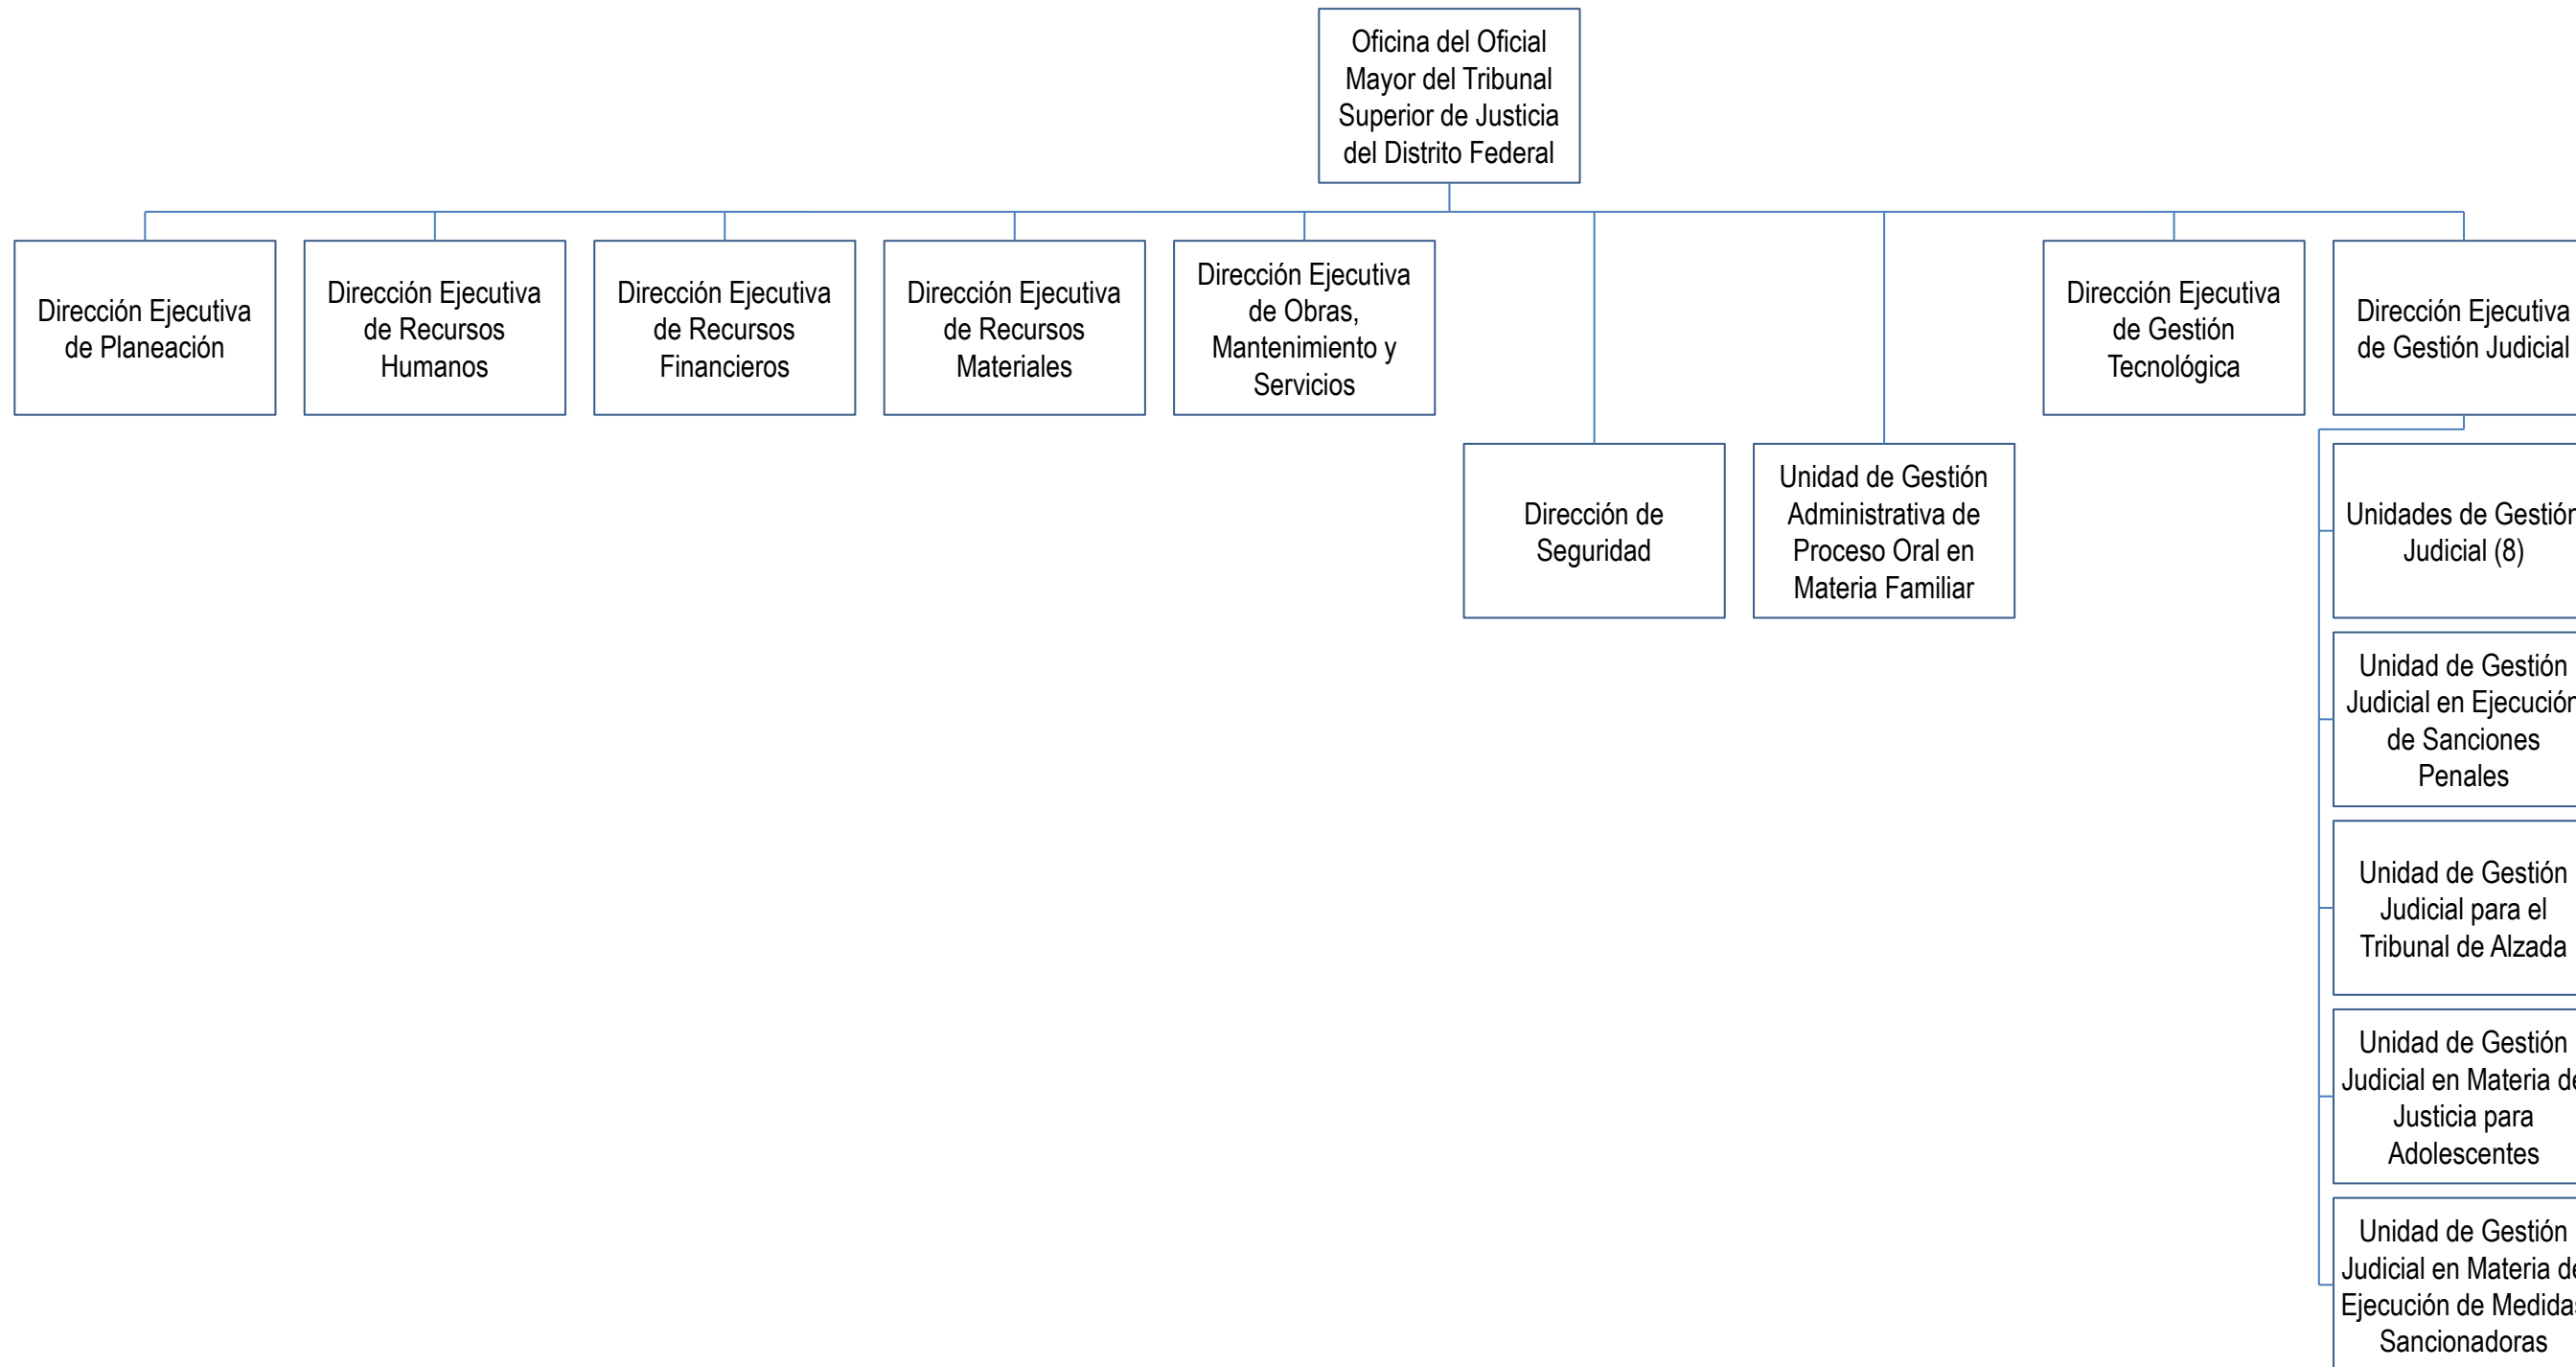 Oficina del Oficial
Mayor del Tribunal
Superior de Justicia
del Distrito Federal
Dirección Ejecutiva
de Planeación
Dirección Ejecutiva
de Recursos
Humanos
Dirección Ejecutiva
de Recursos
Financieros
Dirección Ejecutiva
de Recursos
Materiales
Dirección Ejecutiva
de Obras,
Mantenimiento y
Servicios
Dirección Ejecutiva
de Gestión
Tecnológica
Dirección Ejecutiva
de Gestión Judicial
Dirección de
Seguridad
Unidad de Gestión
Administrativa de
Proceso Oral en
Materia Familiar
Unidades de Gestión
Judicial (8)
Unidad de Gestión
Judicial en Ejecución
de Sanciones
Penales
Unidad de Gestión
Judicial para el
Tribunal de Alzada
Unidad de Gestión
Judicial en Materia de
Justicia para
Adolescentes
Unidad de Gestión
Judicial en Materia de
Ejecución de Medidas
Sancionadoras